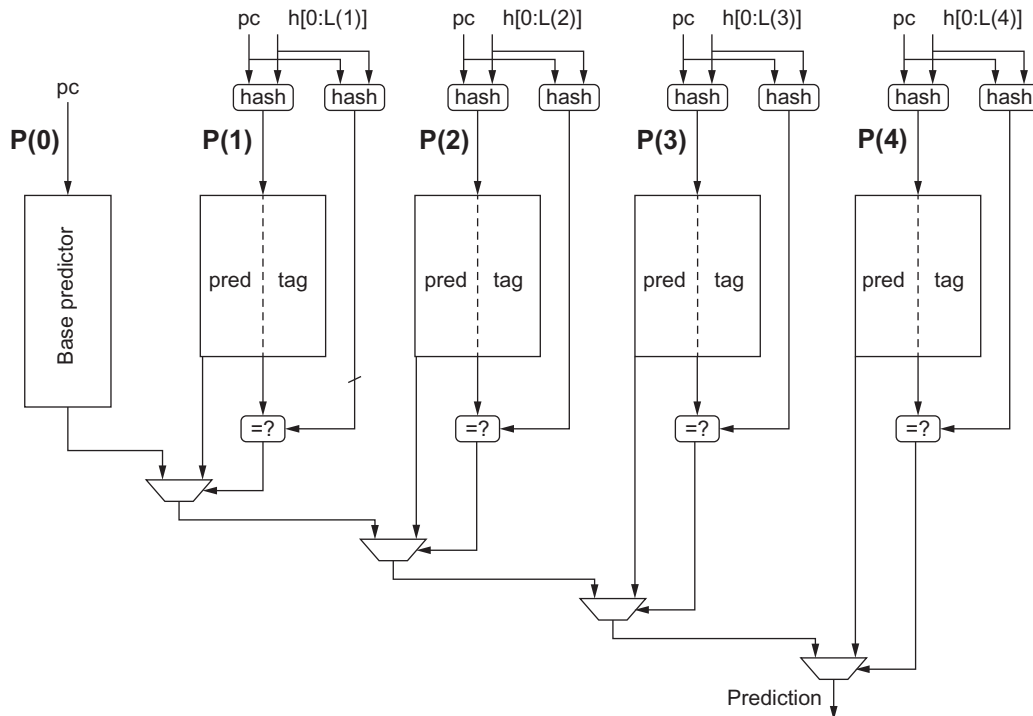 pc h[0:L(1)] pc h[0:L(2)] pc h[0:L(3)] pc h[0:L(4)]
hash hash hash hash hash hash hash hash
pc
P(0) P(1) P(2) P(3) P(4)
Base predictor
pred tag pred tag pred tag pred tag
=? =? =? =?
Prediction